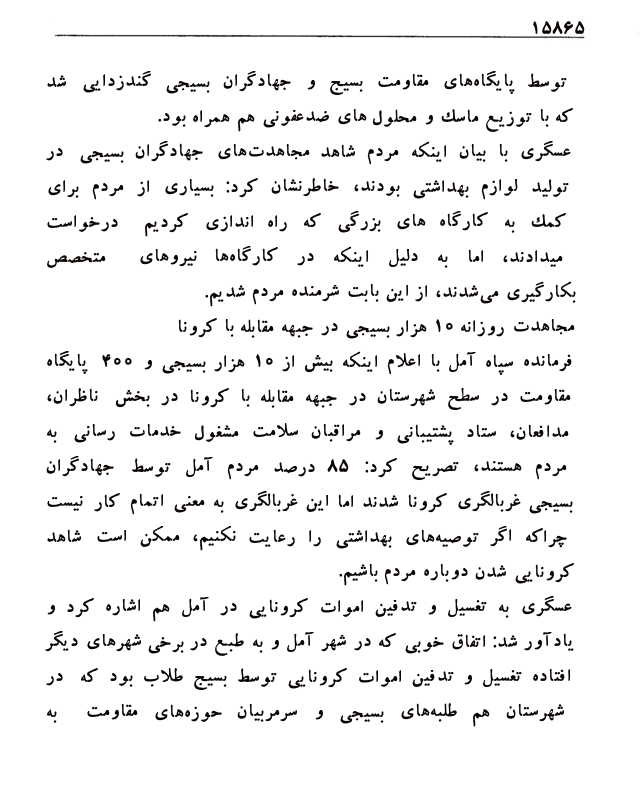 ۱۵۸۶۵
توسط پایگاه‌های مقاومت بسیج و جهادگران بسیجی گندزدایی شد
که با توزیع ماسك و محلول های ضدعفونی هم همراه بود.
عسگری با بیان اینکه مردم شاهد مجاهدت‌های جهادگران بسیجی در
تولید لوازم بهداشتی بودند، خاطرنشان کرد: بسیاری از مردم برای
کمك به کارگاه های بزرگی که راه اندازی کردیم درخواست
میدادند، اما به دلیل اینکه در کارگاه‌ها نیروهای متخصص
بکارگیری می‌شدند، از این بابت شرمنده مردم شدیم.
مجاهدت روزانه ۱۰ هزار بسیجی در جبهه مقابله با کرونا
فرمانده سپاه آمل با اعلام اینکه بیش از ۱۰ هزار بسیجی و ۴۰۰ پایگاه
مقاومت در سطح شهرستان در جبهه مقابله با کرونا در بخش ناظران،
مدافعان، ستاد پشتیبانی و مراقبان سلامت مشغول خدمات رسانی به
مردم هستند، تصریح کرد: ۸۵ درصد مردم آمل توسط جهادگران
بسیجی غربالگری کرونا شدند اما این غربالگری به معنی اتمام کار نیست
چراکه اگر توصیه‌های بهداشتی را رعایت نکنیم، ممکن است شاهد
کرونایی شدن دوباره مردم باشیم.
عسگری به تغسیل و تدفین اموات کرونایی در آمل هم اشاره کرد و
یادآور شد: اتفاق خوبی که در شهر آمل و به طبع در برخی شهرهای دیگر
افتاده تغسیل و تدفین اموات کرونایی توسط بسیج طلاب بود که در
شهرستان هم طلبه‌های بسیجی و سرمربیان حوزه‌های مقاومت به